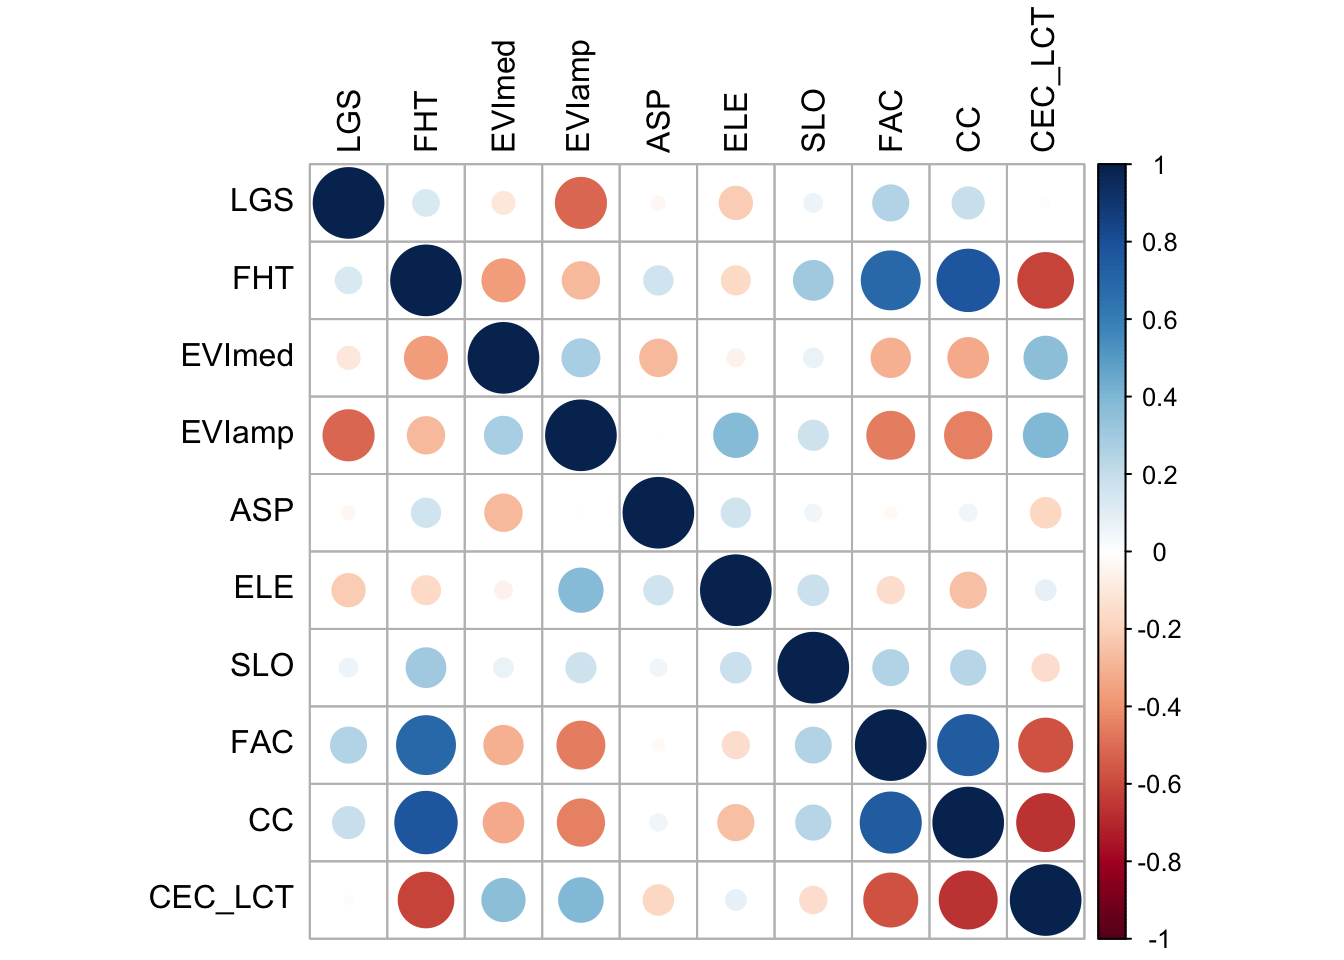 LGS
FHT
EVImed
EVIamp
ASP
ELE
SLO
FAC
CC
CEC_LCT
LGS
FHT
EVImed
EVIamp
ASP
ELE
SLO
FAC
CC
CEC_LCT
1
0.8
0.6
0.4
0.2
0
-0.2
-0.4
-0.6
-0.8
-1